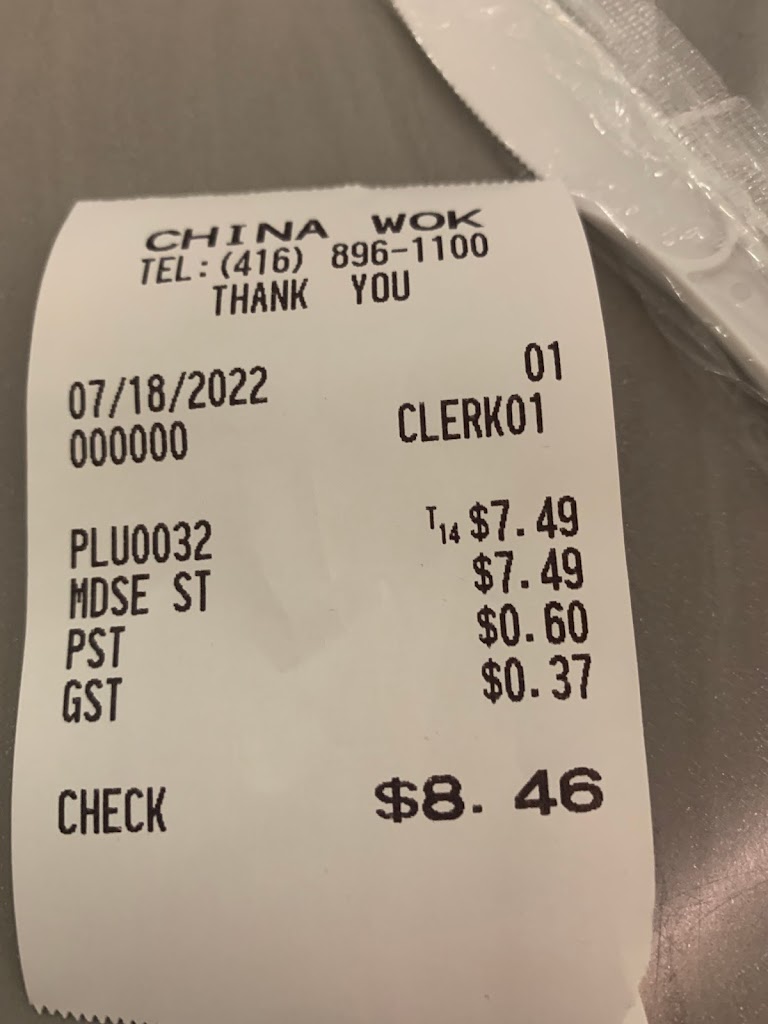 CHINA WOK
TEL:(416) 896-1100
THANK YOU
07/18/2022 01
000000 CLERK01
PLU0032 T14 $7.49
MDSE ST $7.49
PST $0.60
GST $0.37
CHECK $8.46